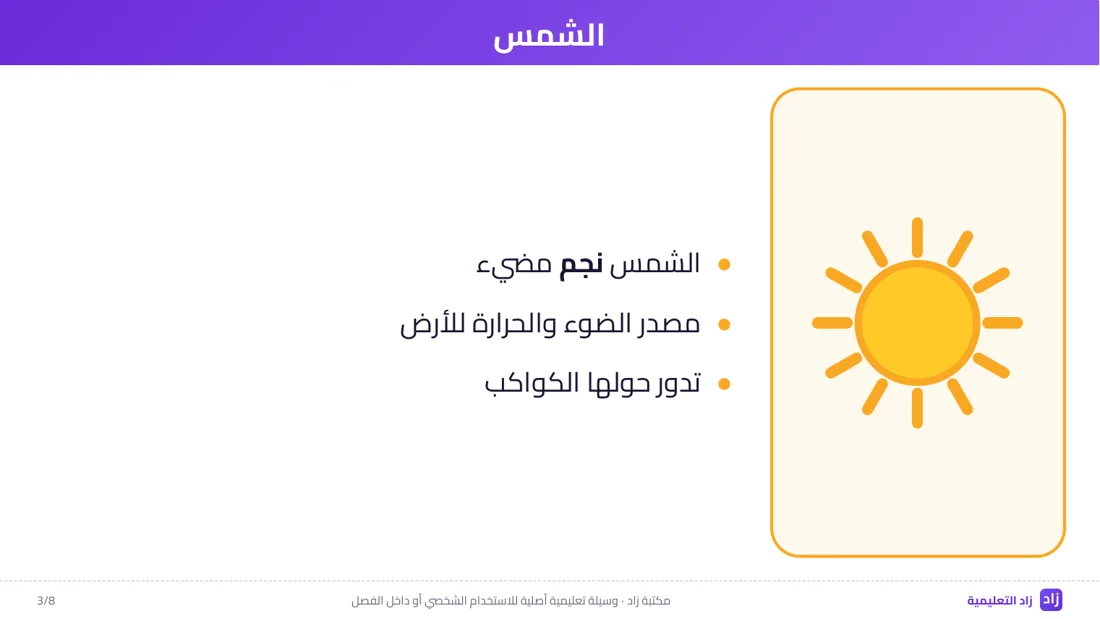 الشمس
الشمس نجم مضيء
مصدر الضوء والحرارة للأرض
تدور حولها الكواكب
زاد زاد التعليمية
مكتبة زاد · وسيلة تعليمية أصلية للاستخدام الشخصي أو داخل الفصل
3/8